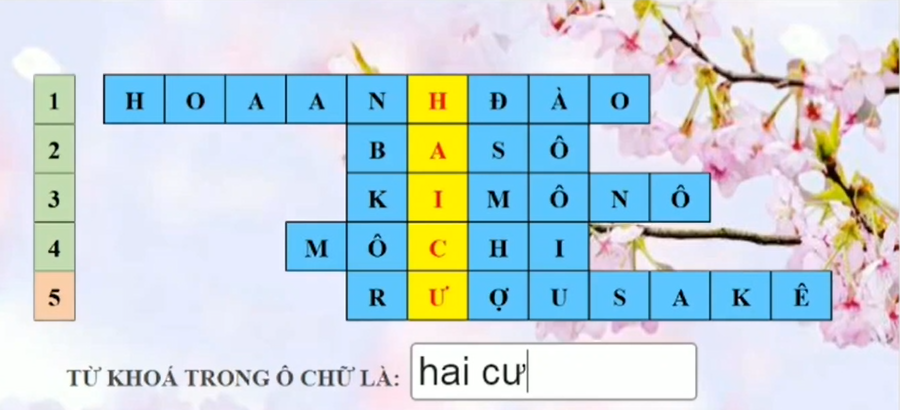 1 H O A A N H Đ À O
2 B A S Ô
3 K I M Ô N Ô
4 M Ô C H I
5 R Ư Ợ U S A K Ê
TỪ KHOÁ TRONG Ô CHỮ LÀ: hai cư